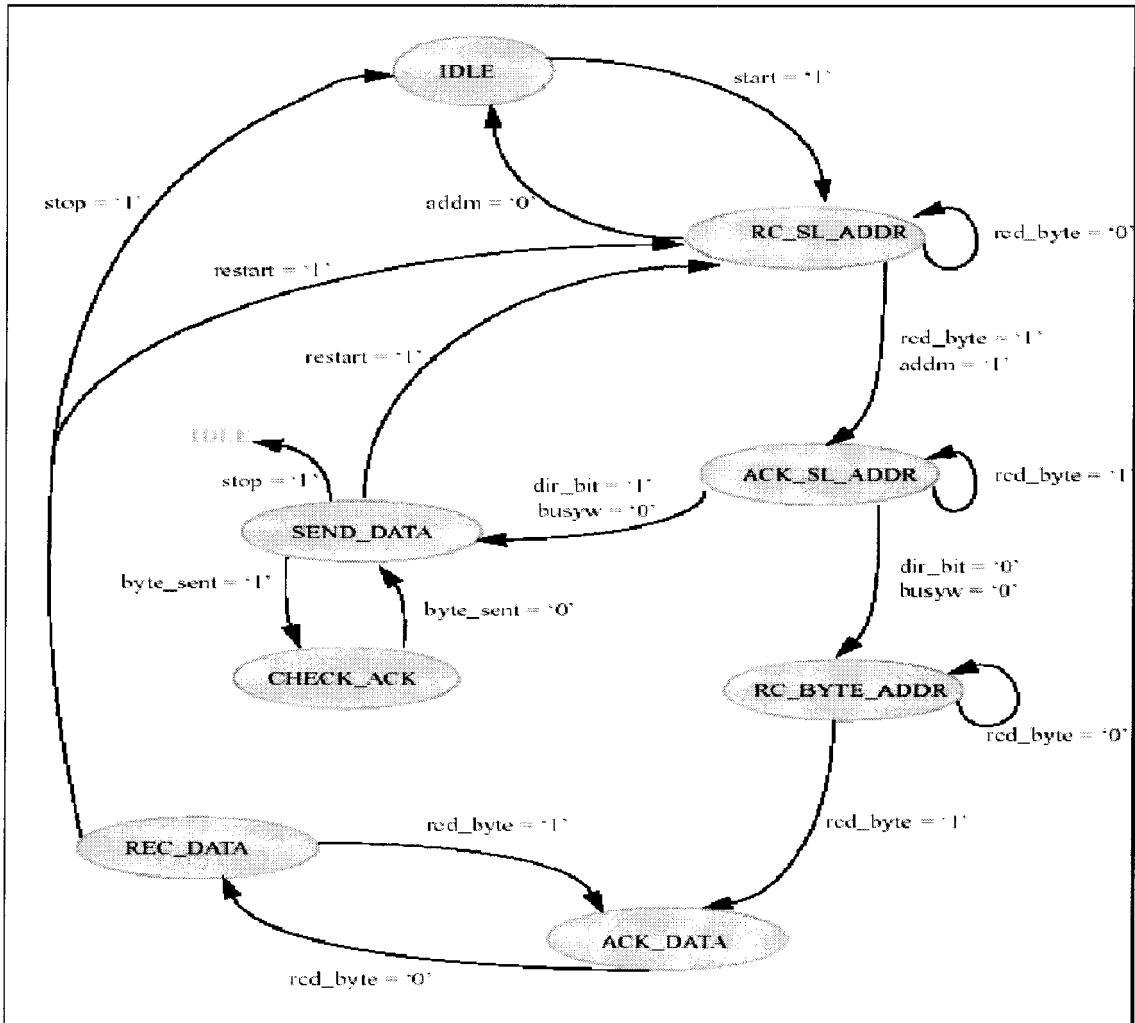 IDLE
start = ‘1’
stop = ‘1’
addm = ‘0’
RC_SL_ADDR
rcd_byte = ‘0’
restart = ‘1’
restart = ‘1’
rcd_byte = ‘1’
addm = ‘1’
IDLE
stop = ‘1’
ACK_SL_ADDR
rcd_byte = ‘1’
dir_bit = ‘1’
busyw = ‘0’
SEND_DATA
dir_bit = ‘0’
busyw = ‘0’
byte_sent = ‘1’
byte_sent = ‘0’
CHECK_ACK
RC_BYTE_ADDR
rcd_byte = ‘0’
rcd_byte = ‘1’
rcd_byte = ‘1’
REC_DATA
ACK_DATA
rcd_byte = ‘0’